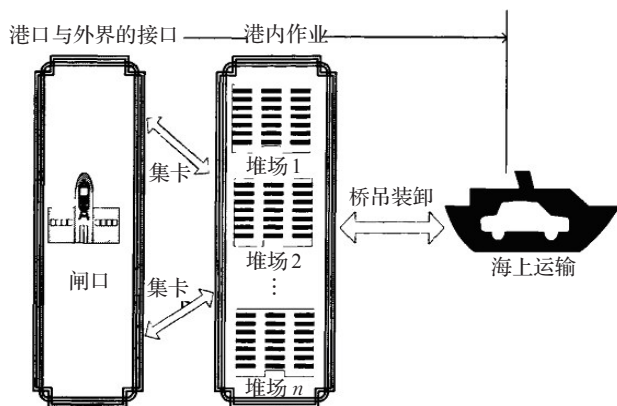 港口与外界的接口
港内作业
集卡
堆场 1
桥吊装卸
堆场 2
海上运输
闸口
集卡
⋮
堆场 n